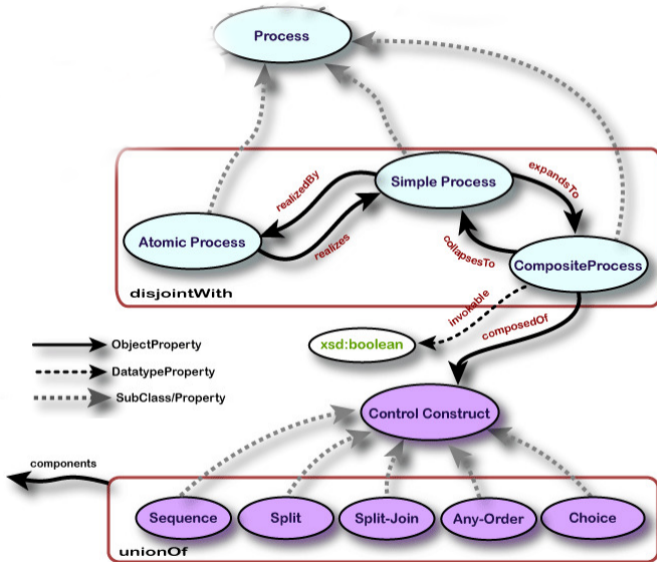 Process
Simple Process
expandsTo
realizedBy
Atomic Process
realizes
collapsesTo
CompositeProcess
disjointWith
invokable
composedOf
xsd:boolean
ObjectProperty
DatatypeProperty
SubClass/Property
Control Construct
components
Sequence
Split
Split-Join
Any-Order
Choice
unionOf